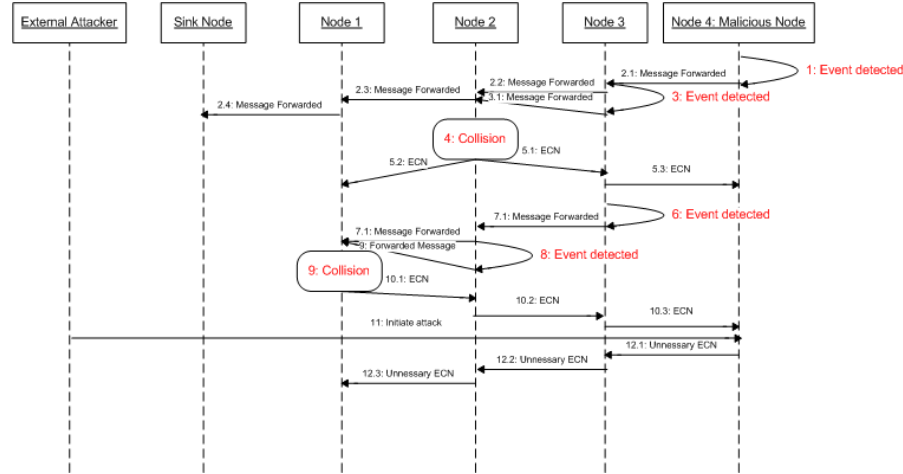 External Attacker
Sink Node
Node 1
Node 2
Node 3
Node 4: Malicious Node
1: Event detected
2.1: Message Forwarded
2.2: Message Forwarded
2.3: Message Forwarded
3: Event detected
3.1: Message Forwarded
2.4: Message Forwarded
4: Collision
5.1: ECN
5.2: ECN
5.3: ECN
6: Event detected
7.1: Message Forwarded
7.1: Message Forwarded
9: Forwarded Message
8: Event detected
9: Collision
10.1: ECN
10.2: ECN
10.3: ECN
11: Initiate attack
12.1: Unnessary ECN
12.2: Unnessary ECN
12.3: Unnessary ECN